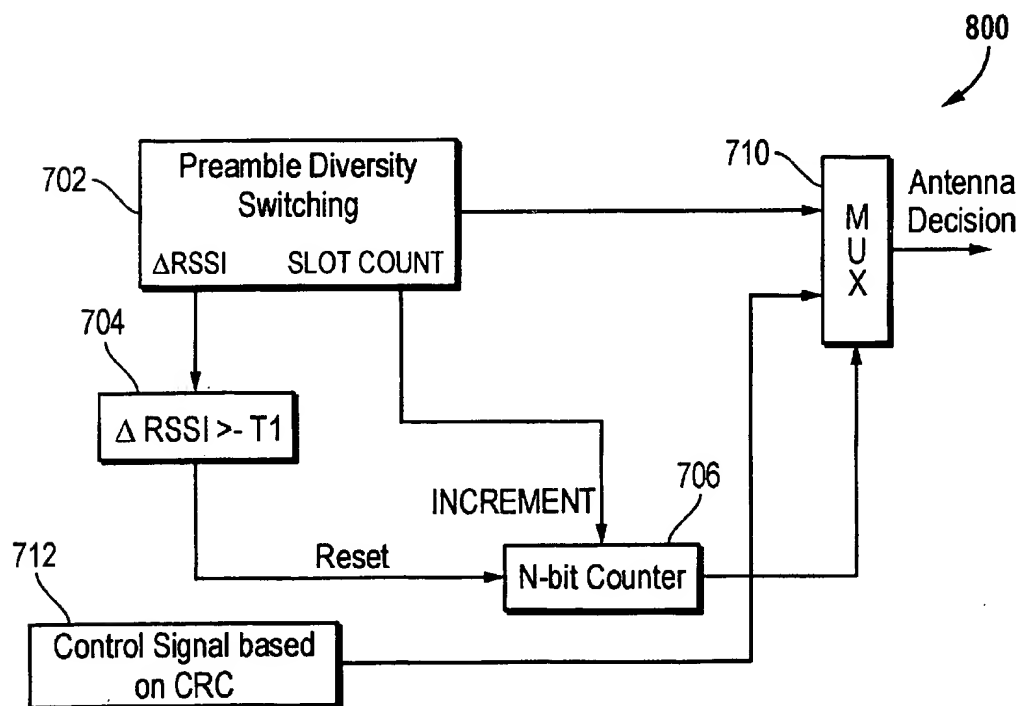 800
702
Preamble Diversity
Switching
ΔRSSI SLOT COUNT
710
MUX
Antenna
Decision
704
Δ RSSI >- T1
INCREMENT
706
Reset
N-bit Counter
712
Control Signal based
on CRC